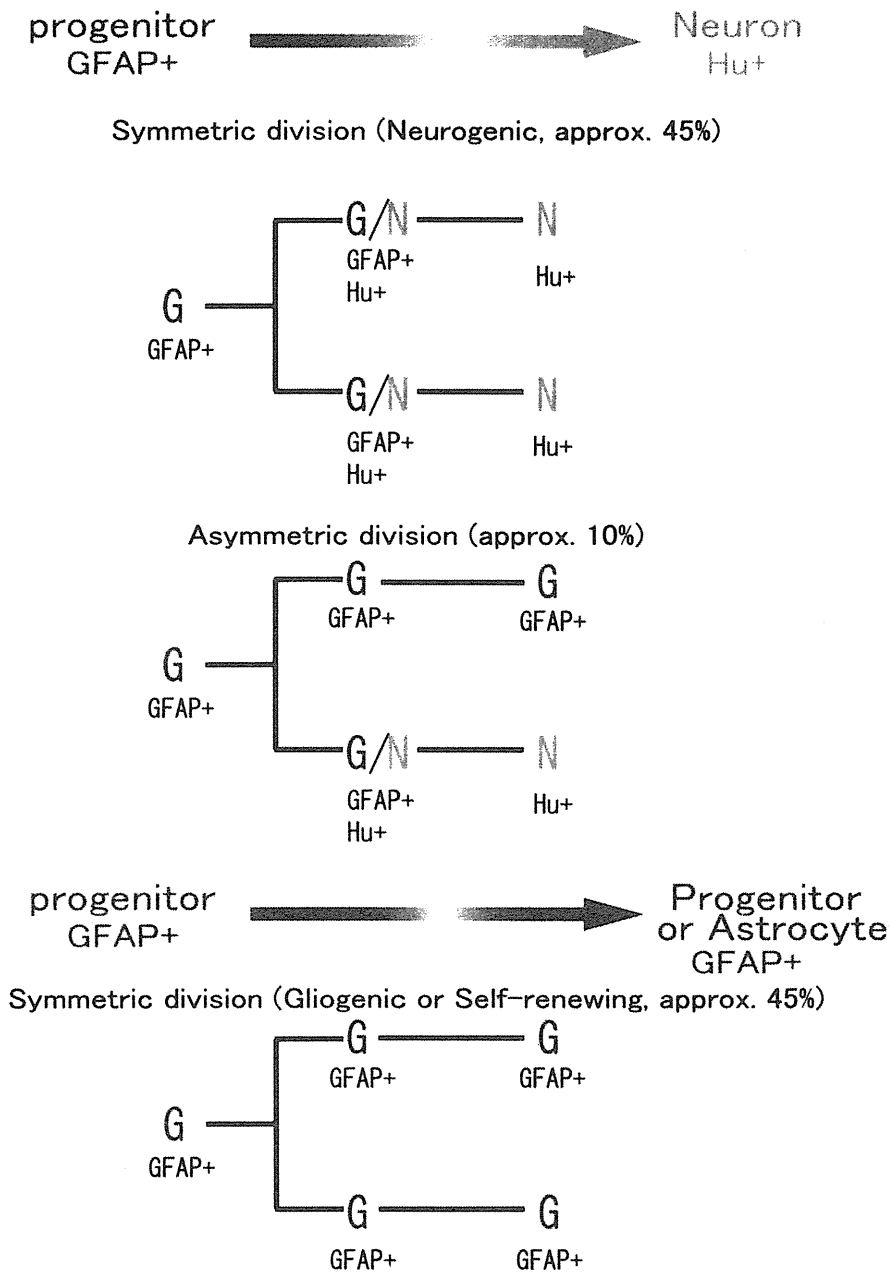 progenitor
GFAP+
Neuron
Hu+
Symmetric division (Neurogenic, approx. 45%)
G/N
N
GFAP+
Hu+
Hu+
G
GFAP+
G/N
N
GFAP+
Hu+
Hu+
Asymmetric division (approx. 10%)
G
G
GFAP+
GFAP+
G
GFAP+
G/N
N
GFAP+
Hu+
Hu+
progenitor
GFAP+
Progenitor
or Astrocyte
GFAP+
Symmetric division (Gliogenic or Self-renewing, approx. 45%)
G
G
GFAP+
GFAP+
G
GFAP+
G
G
GFAP+
GFAP+